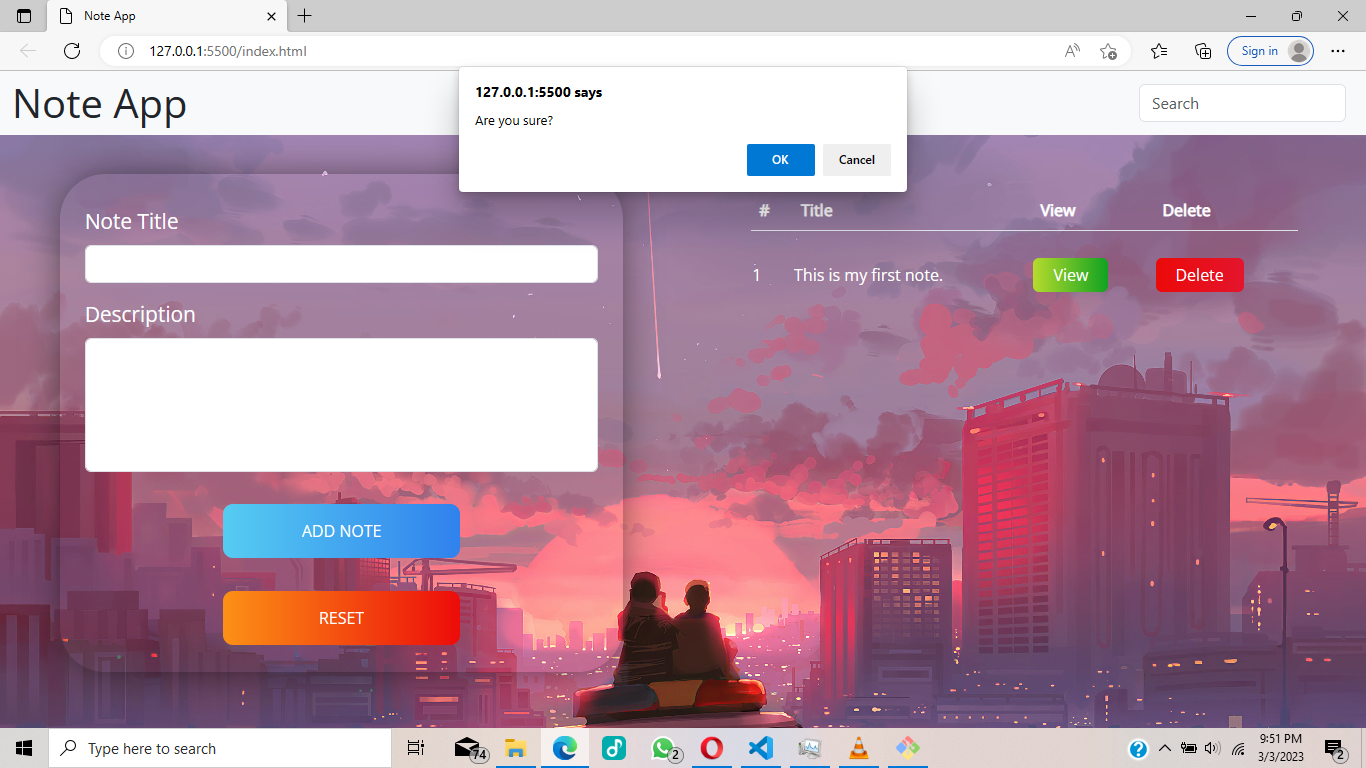 Note App
127.0.0.1:5500/index.html
Sign in
127.0.0.1:5500 says
Are you sure?
OK Cancel
Note App
Search
Note Title
Description
ADD NOTE
RESET
# Title View Delete
1 This is my first note. View Delete
Type here to search
74
2
9:51 PM
3/3/2023
2